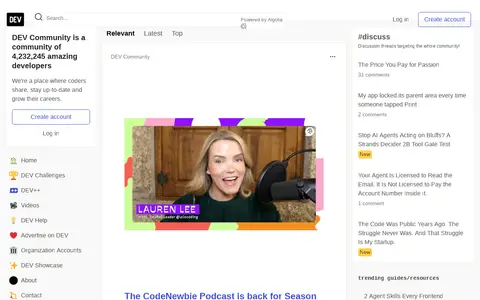 DEV
Search...
Powered by Algolia
Log in
Create account
DEV Community is a
community of
4,232,245 amazing
developers
We're a place where coders
share, stay up-to-date and
grow their careers.
Create account
Log in
Home
DEV Challenges
DEV++
Videos
DEV Help
Advertise on DEV
Organization Accounts
DEV Showcase
About
Contact
Relevant
Latest
Top
DEV Community
LAUREN LEE
The CodeNewbie Podcast is back for Season
#discuss
Discussion threads targeting the whole community!
The Price You Pay for Passion
31 comments
My app locked its parent area every time
someone tapped Print
2 comments
Stop AI Agents Acting on Bluffs? A
Strands Decider 2B Tool Gate Test
New
Your Agent Is Licensed to Read the
Email. It Is Not Licensed to Pay the
Account Number Inside It.
1 comment
The Code Was Public Years Ago. The
Struggle Never Was. And That Struggle
Is My Startup.
New
trending guides/resources
2 Agent Skills Every Frontend